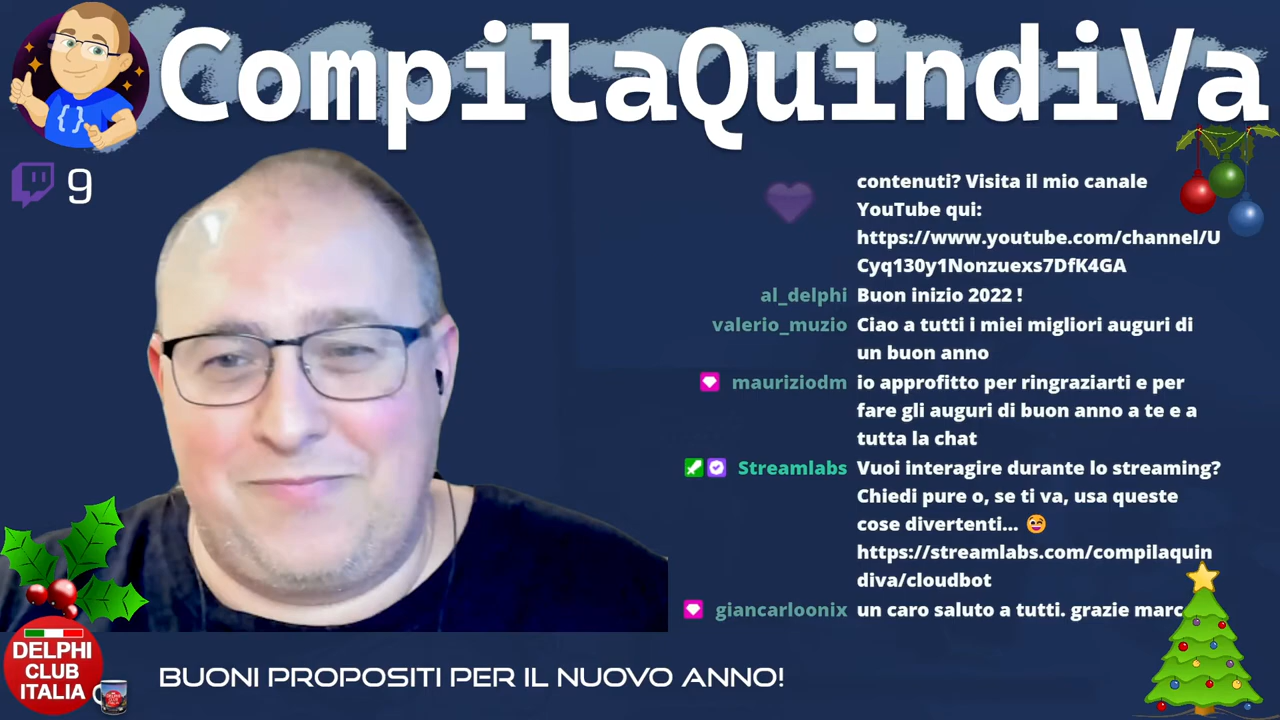 CompilaQuindiVa
{ }
9
contenuti? Visita il mio canale
YouTube qui:
https://www.youtube.com/channel/U
Cyq130y1Nonzuexs7DfK4GA
al_delphi Buon inizio 2022 !
valerio_muzio Ciao a tutti i miei migliori auguri di
un buon anno
mauriziodm io approfitto per ringraziarti e per
fare gli auguri di buon anno a te e a
tutta la chat
Streamlabs Vuoi interagire durante lo streaming?
Chiedi pure o, se ti va, usa queste
cose divertenti... 😄
https://streamlabs.com/compilaquin
diva/cloudbot
giancarloonix un caro saluto a tutti. grazie marc
DELPHI
CLUB
ITALIA
BUONI PROPOSITI PER IL NUOVO ANNO!